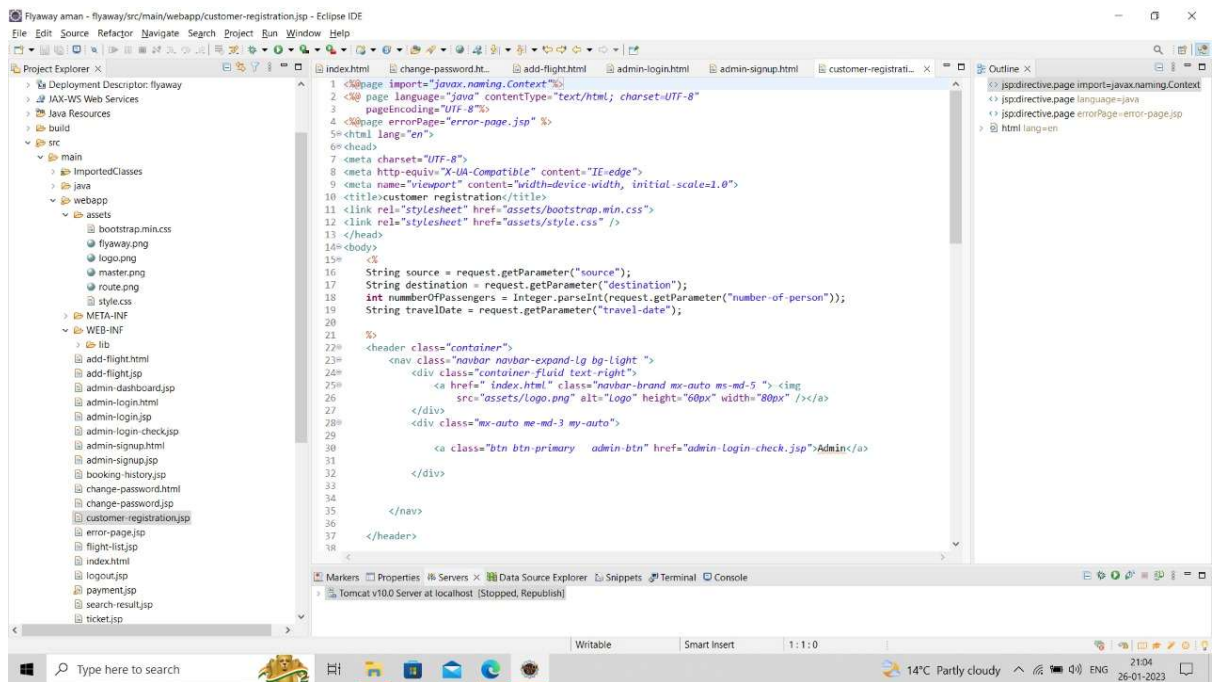 Flyaway aman - flyaway/src/main/webapp/customer-registration.jsp - Eclipse IDE
File Edit Source Refactor Navigate Search Project Run Window Help
Project Explorer
Deployment Descriptor: flyaway
JAX-WS Web Services
Java Resources
build
src
main
ImportedClasses
java
webapp
assets
bootstrap.min.css
flyaway.png
logo.png
master.png
route.png
style.css
META-INF
WEB-INF
lib
add-flight.html
add-flight.jsp
admin-dashboard.jsp
admin-login.html
admin-login.jsp
admin-login-check.jsp
admin-signup.html
admin-signup.jsp
booking-history.jsp
change-password.html
change-password.jsp
customer-registration.jsp
error-page.jsp
flight-list.jsp
index.html
logout.jsp
payment.jsp
search-result.jsp
ticket.jsp
index.html change-password.ht... add-flight.html admin-login.html admin-signup.html customer-registrati...
1 <%@page import="javax.naming.Context"%>
2 <%@ page language="java" contentType="text/html; charset=UTF-8"
3 pageEncoding="UTF-8"%>
4 <%@page errorPage="error-page.jsp" %>
5 <html lang="en">
6 <head>
7 <meta charset="UTF-8">
8 <meta http-equiv="X-UA-Compatible" content="IE=edge">
9 <meta name="viewport" content="width=device-width, initial-scale=1.0">
10 <title>customer registration</title>
11 <link rel="stylesheet" href="assets/bootstrap.min.css">
12 <link rel="stylesheet" href="assets/style.css" />
13 </head>
14 <body>
15 <%
16 String source = request.getParameter("source");
17 String destination = request.getParameter("destination");
18 int nummberOfPassengers = Integer.parseInt(request.getParameter("number-of-person"));
19 String travelDate = request.getParameter("travel-date");
20
21 %>
22 <header class="container">
23 <nav class="navbar navbar-expand-lg bg-light ">
24 <div class="container-fluid text-right">
25 <a href=" index.html" class="navbar-brand mx-auto ms-md-5 "> <img
26 src="assets/logo.png" alt="Logo" height="60px" width="80px" /></a>
27 </div>
28 <div class="mx-auto me-md-3 my-auto">
29
30 <a class="btn btn-primary admin-btn" href="admin-login-check.jsp">Admin</a>
31
32 </div>
33
34
35 </nav>
36
37 </header>
38
Outline
jsp:directive.page import=javax.naming.Context
jsp:directive.page language=java
jsp:directive.page errorPage=error-page.jsp
html lang=en
Markers Properties Servers Data Source Explorer Snippets Terminal Console
Tomcat v10.0 Server at localhost [Stopped, Republish]
Writable Smart Insert 1:1:0
Type here to search
14°C Partly cloudy ENG 21:04
26-01-2023